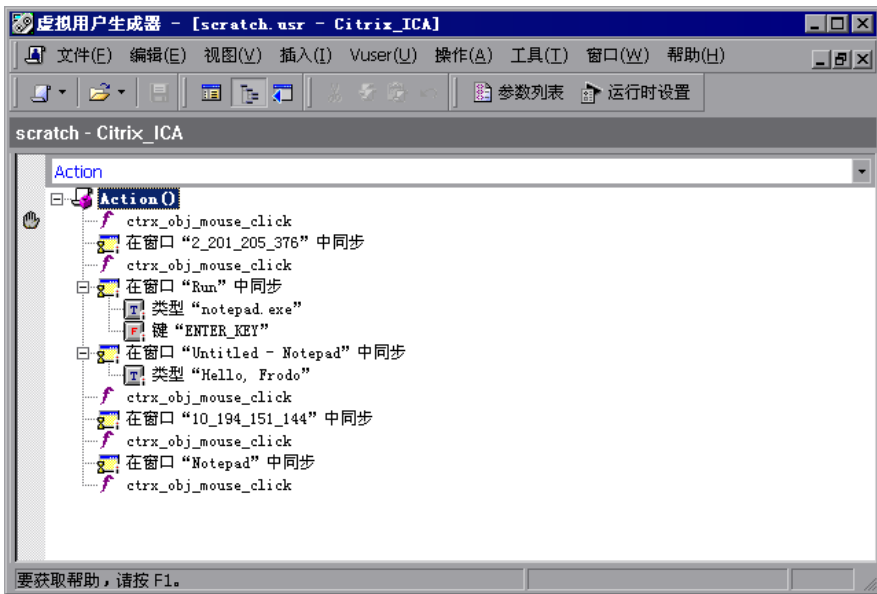 虚拟用户生成器 - [scratch.usr - Citrix_ICA]
文件(F) 编辑(E) 视图(V) 插入(I) Vuser(U) 操作(A) 工具(T) 窗口(W) 帮助(H)
参数列表 运行时设置
scratch - Citrix_ICA
Action
Action()
ctrx_obj_mouse_click
在窗口“2_201_205_376”中同步
ctrx_obj_mouse_click
在窗口“Run”中同步
类型“notepad.exe”
键“ENTER_KEY”
在窗口“Untitled - Notepad”中同步
类型“Hello, Frodo”
ctrx_obj_mouse_click
在窗口“10_194_151_144”中同步
ctrx_obj_mouse_click
在窗口“Notepad”中同步
ctrx_obj_mouse_click
要获取帮助，请按 F1。